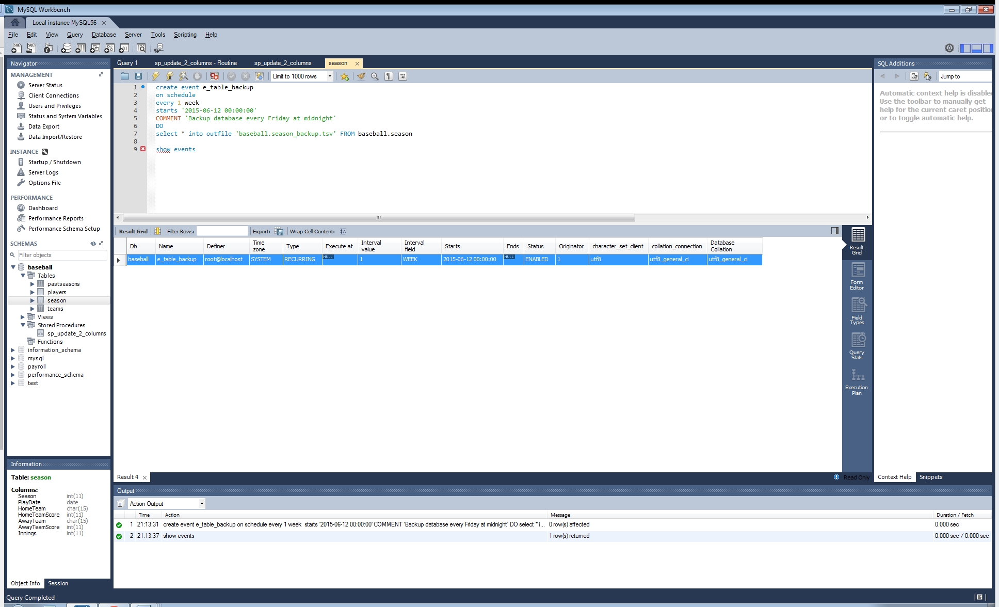 MySQL Workbench
Local instance MySQL56
File Edit View Query Database Server Tools Scripting Help
Navigator
MANAGEMENT
Server Status
Client Connections
Users and Privileges
Status and System Variables
Data Export
Data Import/Restore
INSTANCE
Startup / Shutdown
Server Logs
Options File
PERFORMANCE
Dashboard
Performance Reports
Performance Schema Setup
SCHEMAS
Filter objects
baseball
Tables
pastseasons
players
season
teams
Views
Stored Procedures
sp_update_2_columns
Functions
information_schema
mysql
payroll
performance_schema
test
Information
Table: season
Columns:
Season int(11)
PlayDate date
HomeTeam char(15)
HomeTeamScore int(11)
AwayTeam char(15)
AwayTeamScore int(11)
Innings int(11)
Object Info Session
Query 1 sp_update_2_columns - Routine sp_update_2_columns season
Limit to 1000 rows
1 create event e_table_backup
2 on schedule
3 every 1 week
4 starts '2015-06-12 00:00:00'
5 COMMENT 'Backup database every Friday at midnight'
6 DO
7 select * into outfile 'baseball.season_backup.tsv' FROM baseball.season
8
9 show events
Result Grid Filter Rows: Export: Wrap Cell Content:
Db Name Definer Time zone Type Execute at Interval value Interval field Starts Ends Status Originator character_set_client collation_connection Database Collation
baseball e_table_backup root@localhost SYSTEM RECURRING NULL 1 WEEK 2015-06-12 00:00:00 NULL ENABLED 1 utf8 utf8_general_ci utf8_general_ci
Result Grid
Form Editor
Field Types
Query Stats
Execution Plan
Result 4
Read Only
SQL Additions
Jump to
Automatic context help is disable
Use the toolbar to manually get
help for the current caret positio
or to toggle automatic help.
Context Help Snippets
Output
Action Output
Time Action Message Duration / Fetch
1 21:13:31 create event e_table_backup on schedule every 1 week starts '2015-06-12 00:00:00' COMMENT 'Backup database every Friday at midnight' DO select * i... 0 row(s) affected 0.000 sec
2 21:13:37 show events 1 row(s) returned 0.000 sec / 0.000 sec
Query Completed